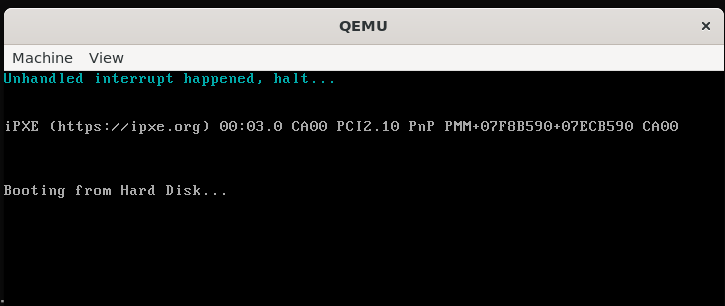 QEMU
Machine View
Unhandled interrupt happened, halt...
iPXE (https://ipxe.org) 00:03.0 CA00 PCI2.10 PnP PMM+07F8B590+07ECB590 CA00
Booting from Hard Disk...